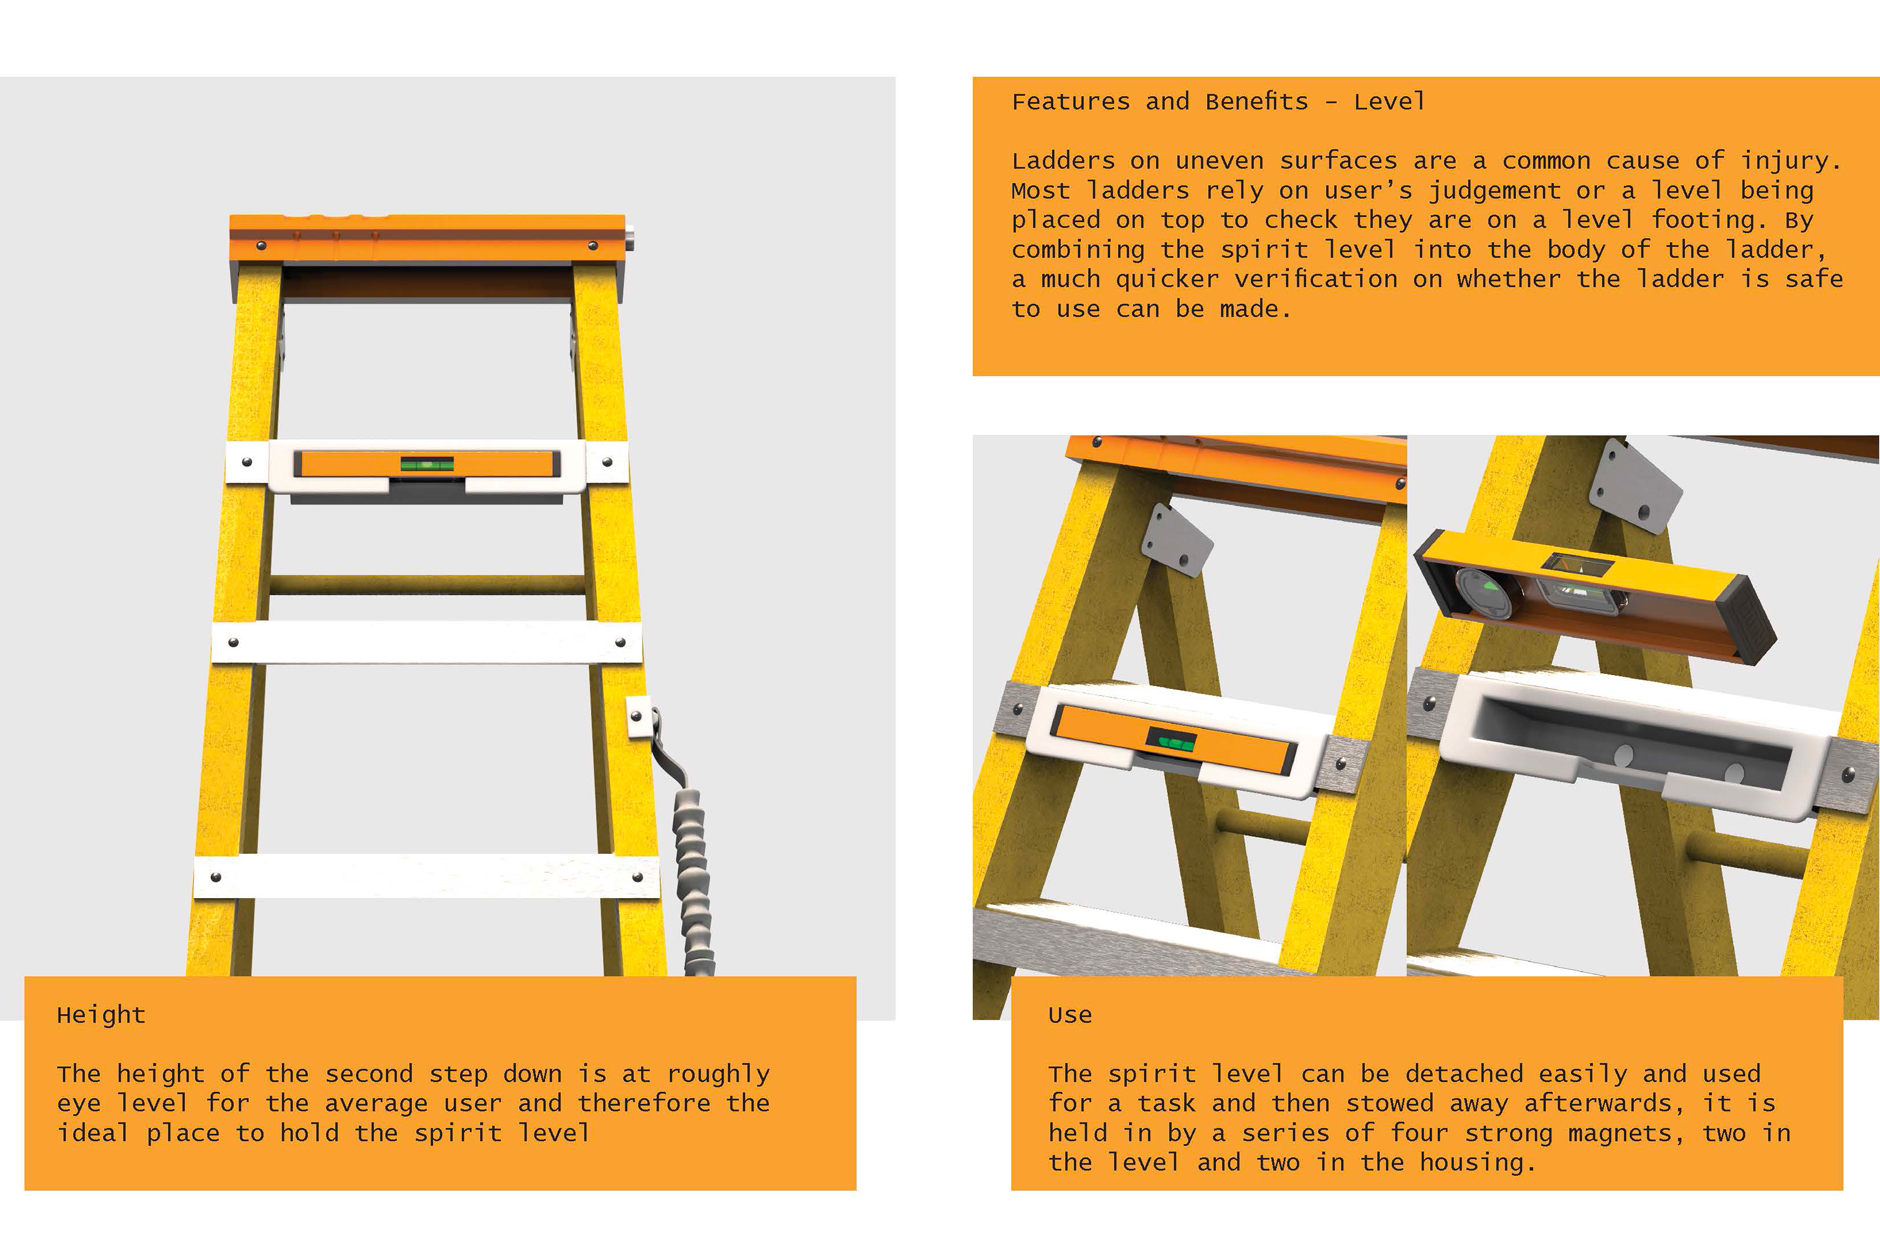 Features and Benefits – Level
Ladders on uneven surfaces are a common cause of injury.
Most ladders rely on user’s judgement or a level being
placed on top to check they are on a level footing. By
combining the spirit level into the body of the ladder,
a much quicker verification on whether the ladder is safe
to use can be made.
Height
The height of the second step down is at roughly
eye level for the average user and therefore the
ideal place to hold the spirit level
Use
The spirit level can be detached easily and used
for a task and then stowed away afterwards, it is
held in by a series of four strong magnets, two in
the level and two in the housing.